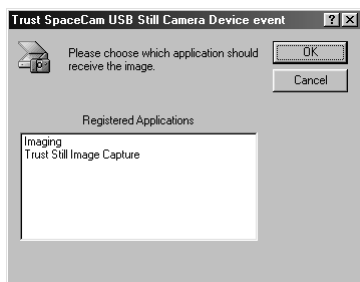 Trust SpaceCam USB Still Camera Device event
Please choose which application should
receive the image.
OK
Cancel
Registered Applications
Imaging
Trust Still Image Capture